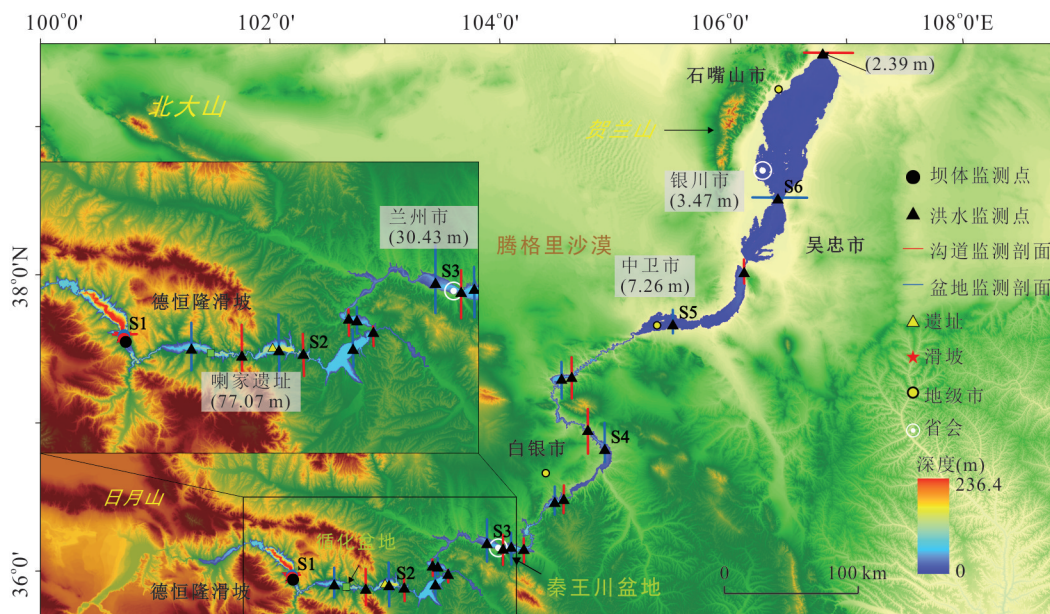 100°0'
102°0'
104°0'
106°0'
108°0'E
38°0'N
36°0'
北大山
石嘴山市
(2.39 m)
贺兰山
银川市
(3.47 m)
S6
吴忠市
兰州市
(30.43 m)
腾格里沙漠
中卫市
(7.26 m)
S5
德恒隆滑坡
S1
S2
S3
喇家遗址
(77.07 m)
白银市
S4
日月山
循化盆地
S1
S2
S3
德恒隆滑坡
秦王川盆地
坝体监测点
洪水监测点
沟道监测剖面
盆地监测剖面
遗址
滑坡
地级市
省会
深度(m)
236.4
0
0 100 km